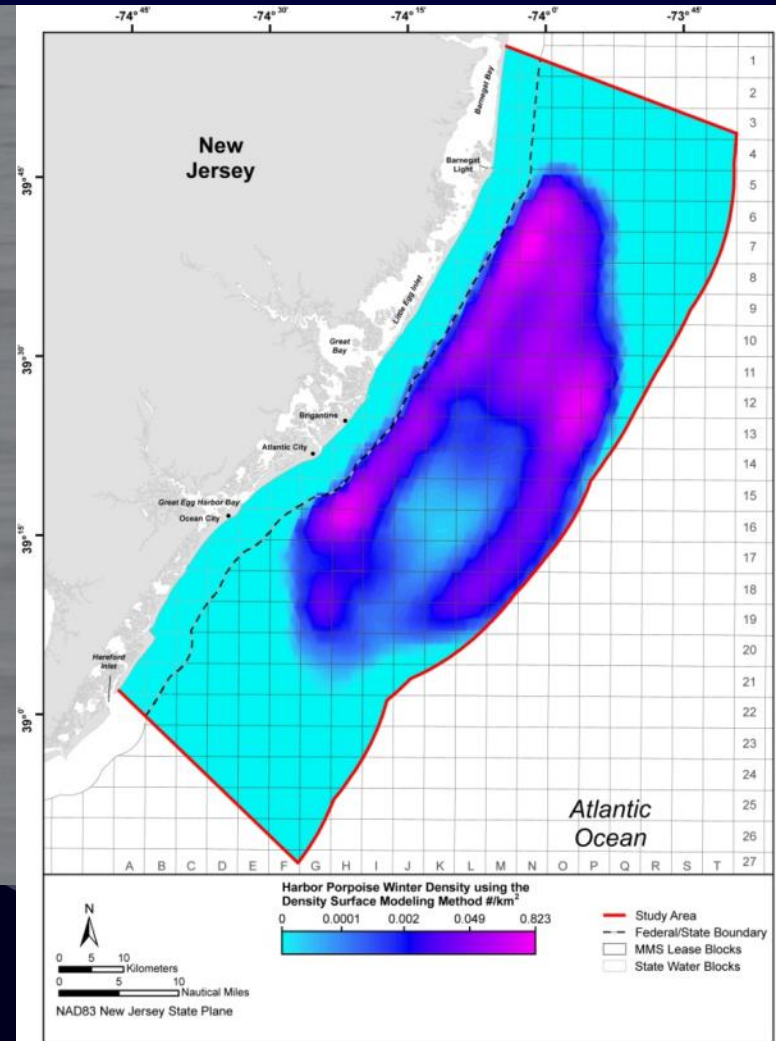 -74° 45'
-74° 30'
-74° 15'
-74° 0'
-73° 45'
39° 45'
39° 30'
39° 15'
39° 0'
New
Jersey
Barnegat Bay
Barnegat
Light
Little Egg Inlet
Great
Bay
Brigantine
Atlantic City
Great Egg Harbor Bay
Ocean City
Hereford
Inlet
Atlantic
Ocean
1
2
3
4
5
6
7
8
9
10
11
12
13
14
15
16
17
18
19
20
21
22
23
24
25
26
27
A B C D E F G H I J K L M N O P Q R S T
N
0 5 10
Kilometers
0 5 10
Nautical Miles
NAD83 New Jersey State Plane
Harbor Porpoise Winter Density using the
Density Surface Modeling Method #/km²
0 0.0001 0.002 0.049 0.823
Study Area
Federal/State Boundary
MMS Lease Blocks
State Water Blocks